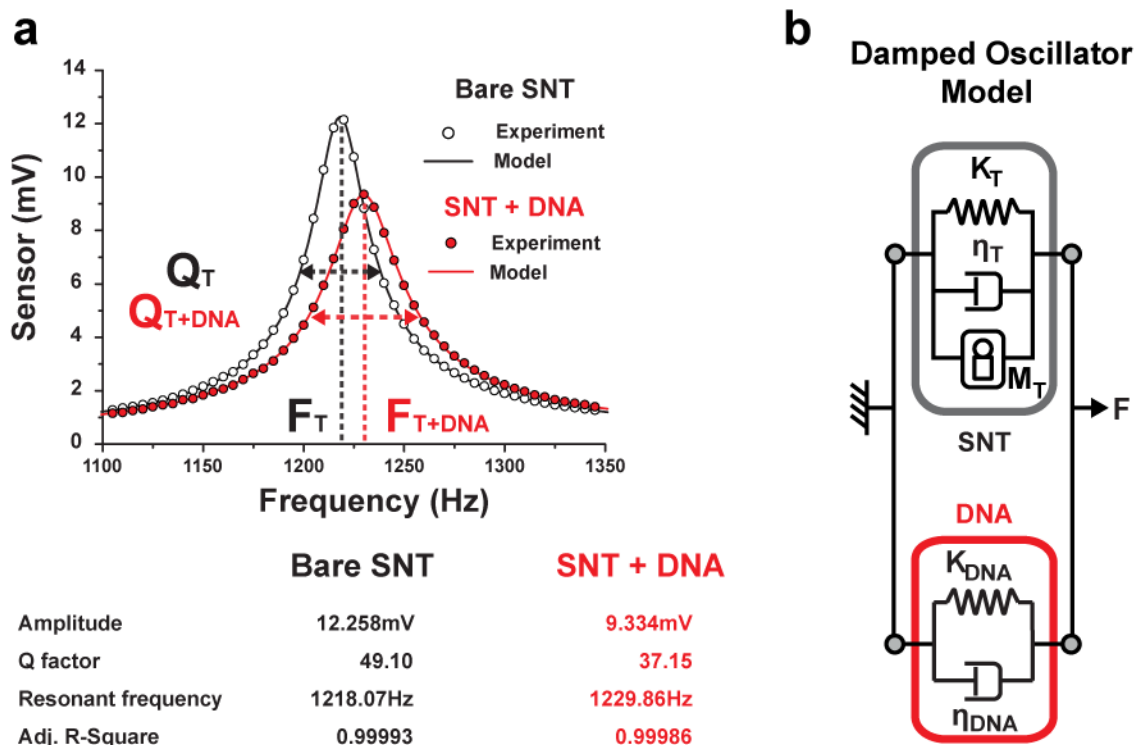 a
14
12
10
8
6
4
2
0
Sensor (mV)
1100 1150 1200 1250 1300 1350
Frequency (Hz)
Bare SNT
Experiment
Model
SNT + DNA
Experiment
Model
QT
QT+DNA
FT FT+DNA
Bare SNT SNT + DNA
Amplitude 12.258mV 9.334mV
Q factor 49.10 37.15
Resonant frequency 1218.07Hz 1229.86Hz
Adj. R-Square 0.99993 0.99986
b
Damped Oscillator
Model
KT
ηT
MT
SNT
F
DNA
KDNA
ηDNA